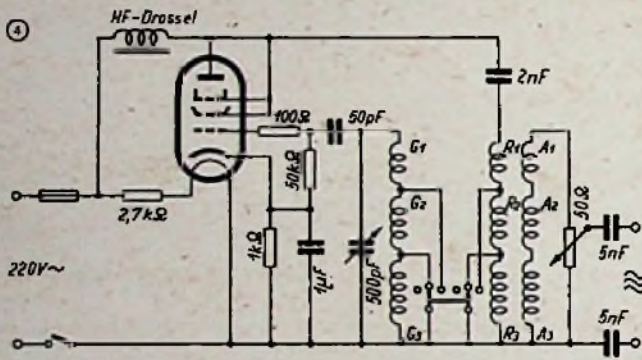 ④
HF-Drossel
2nF
100Ω
50pF
50kΩ
G1
R1
A1
2,7kΩ
G2
R2
A2
50Ω
1kΩ
1µF
500pF
5nF
220V~
G3
R3
A3
5nF